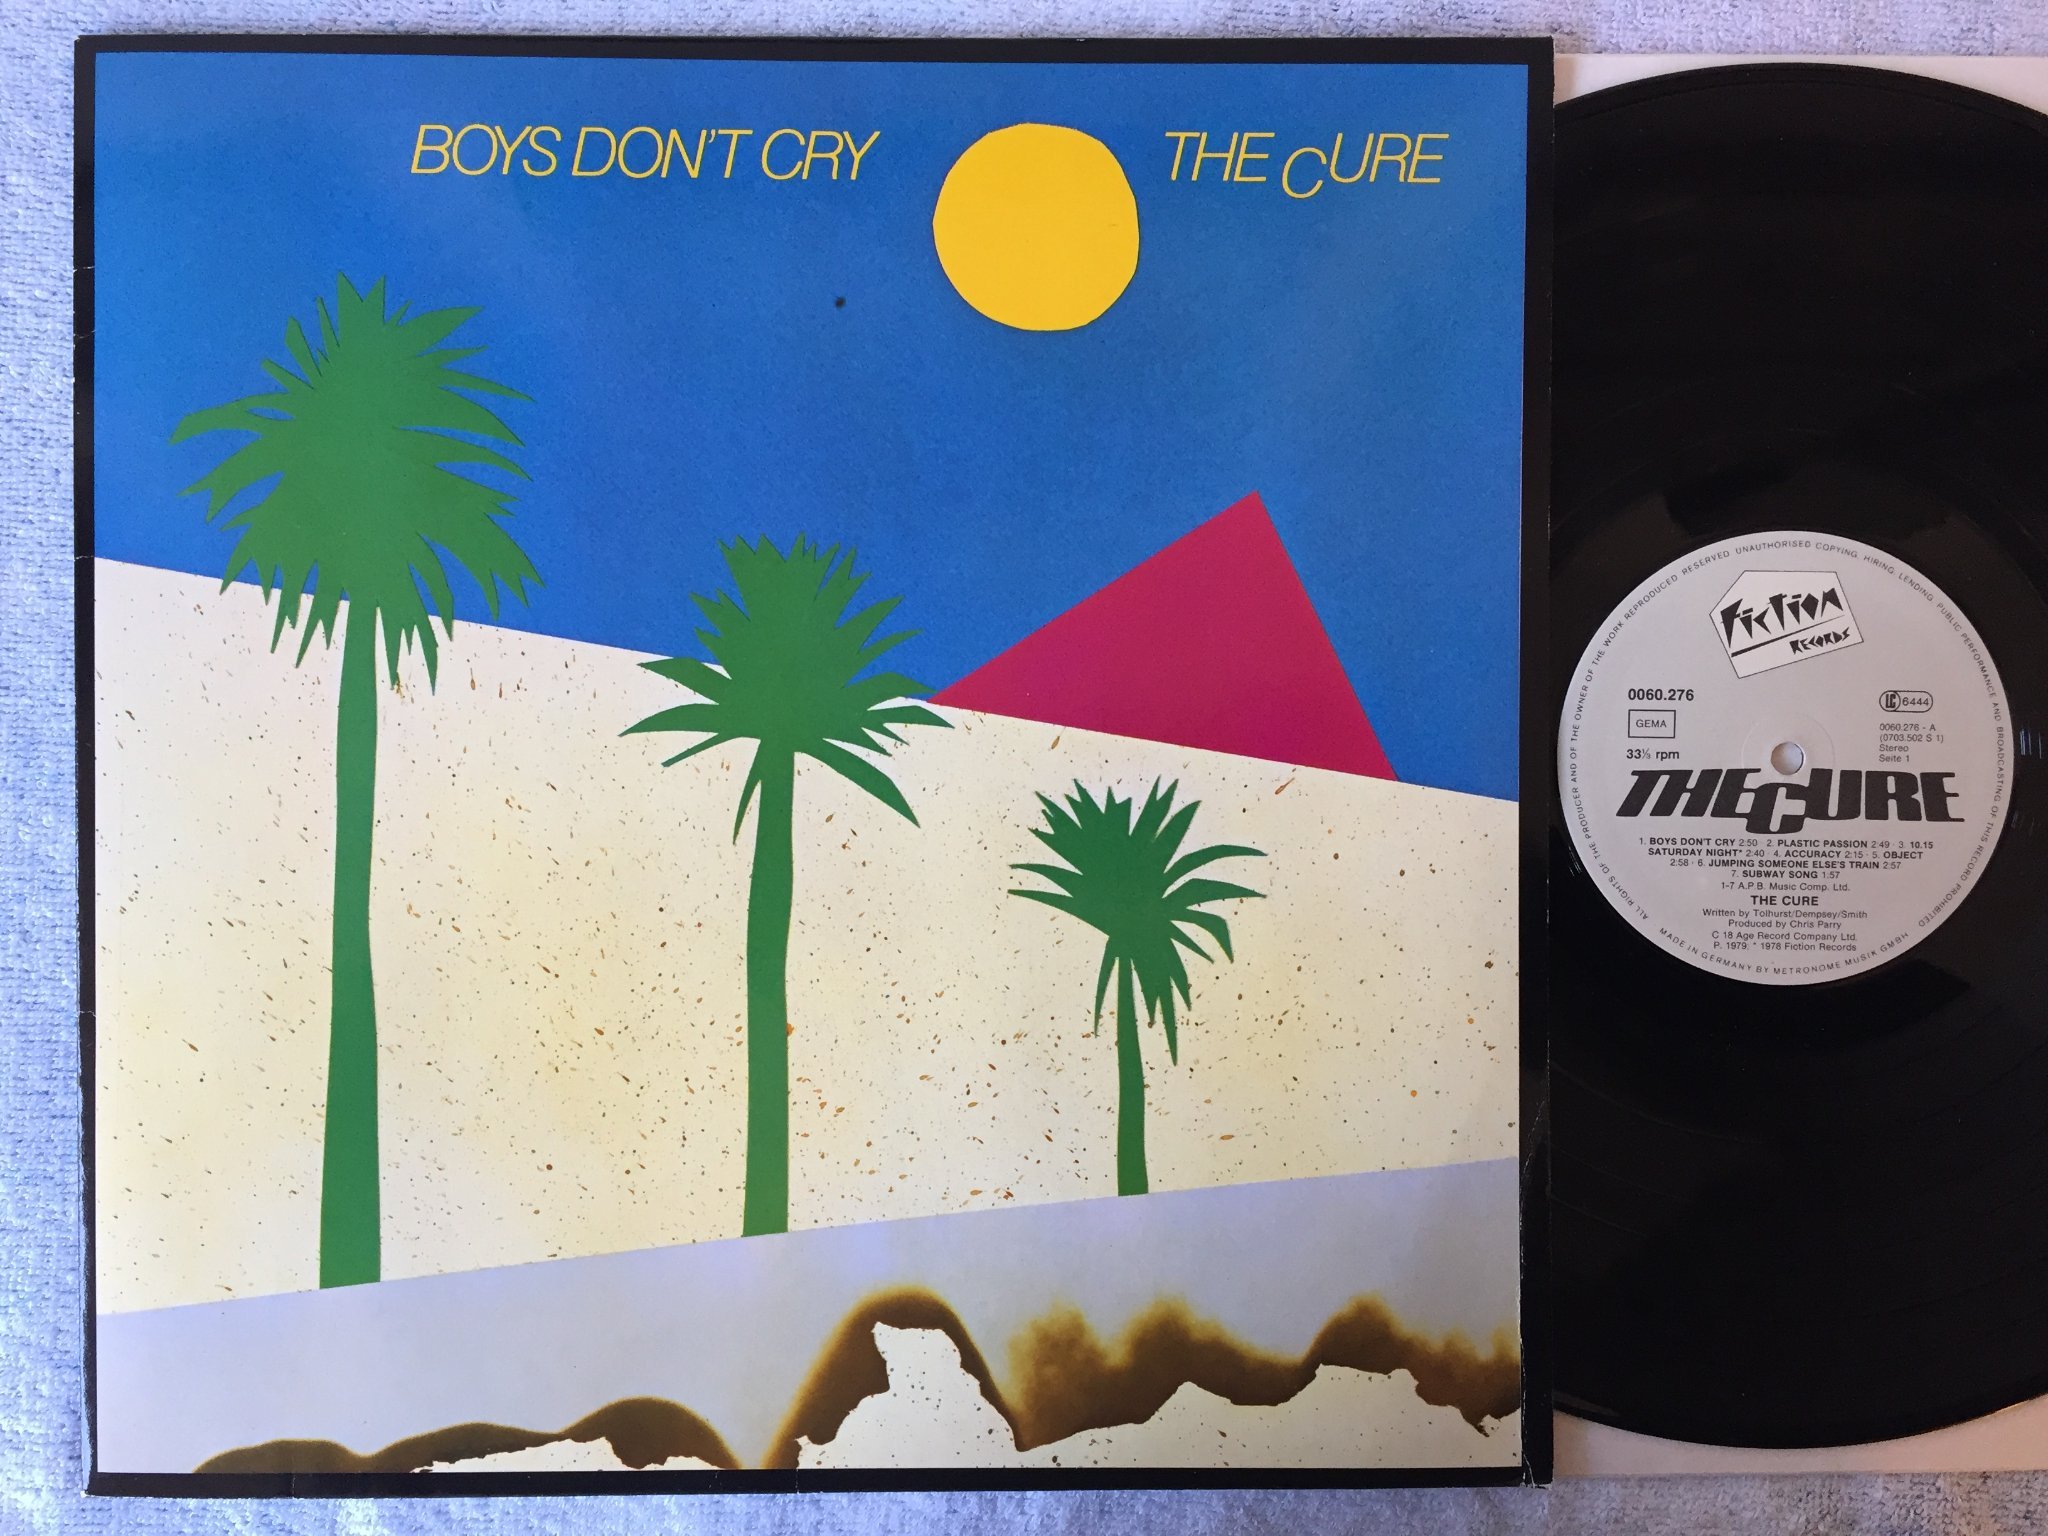 BOYS DON'T CRY
THE CURE
Fiction
RECORDS
0060.276
GEMA
33⅓ rpm
LC 6444
0060.276 - A
(0703.502 S 1)
Stereo
Seite 1
THE CURE
1. BOYS DON'T CRY 2:50 · 2. PLASTIC PASSION 2:49 · 3. 10.15
SATURDAY NIGHT* 2:40 · 4. ACCURACY 2:15 · 5. OBJECT
2:58 · 6. JUMPING SOMEONE ELSE'S TRAIN 2:57
7. SUBWAY SONG 1:57
1-7 A.P.B. Music Comp. Ltd.
THE CURE
Written by Tolhurst/Dempsey/Smith
Produced by Chris Parry
C 18 Age Record Company Ltd.
P. 1979; * 1978 Fiction Records
ALL RIGHTS OF THE PRODUCER AND OF THE OWNER OF THE WORK REPRODUCED RESERVED. UNAUTHORISED COPYING, HIRING, LENDING, PUBLIC PERFORMANCE AND BROADCASTING OF THIS RECORD PROHIBITED
MADE IN GERMANY BY METRONOME MUSIK GMBH